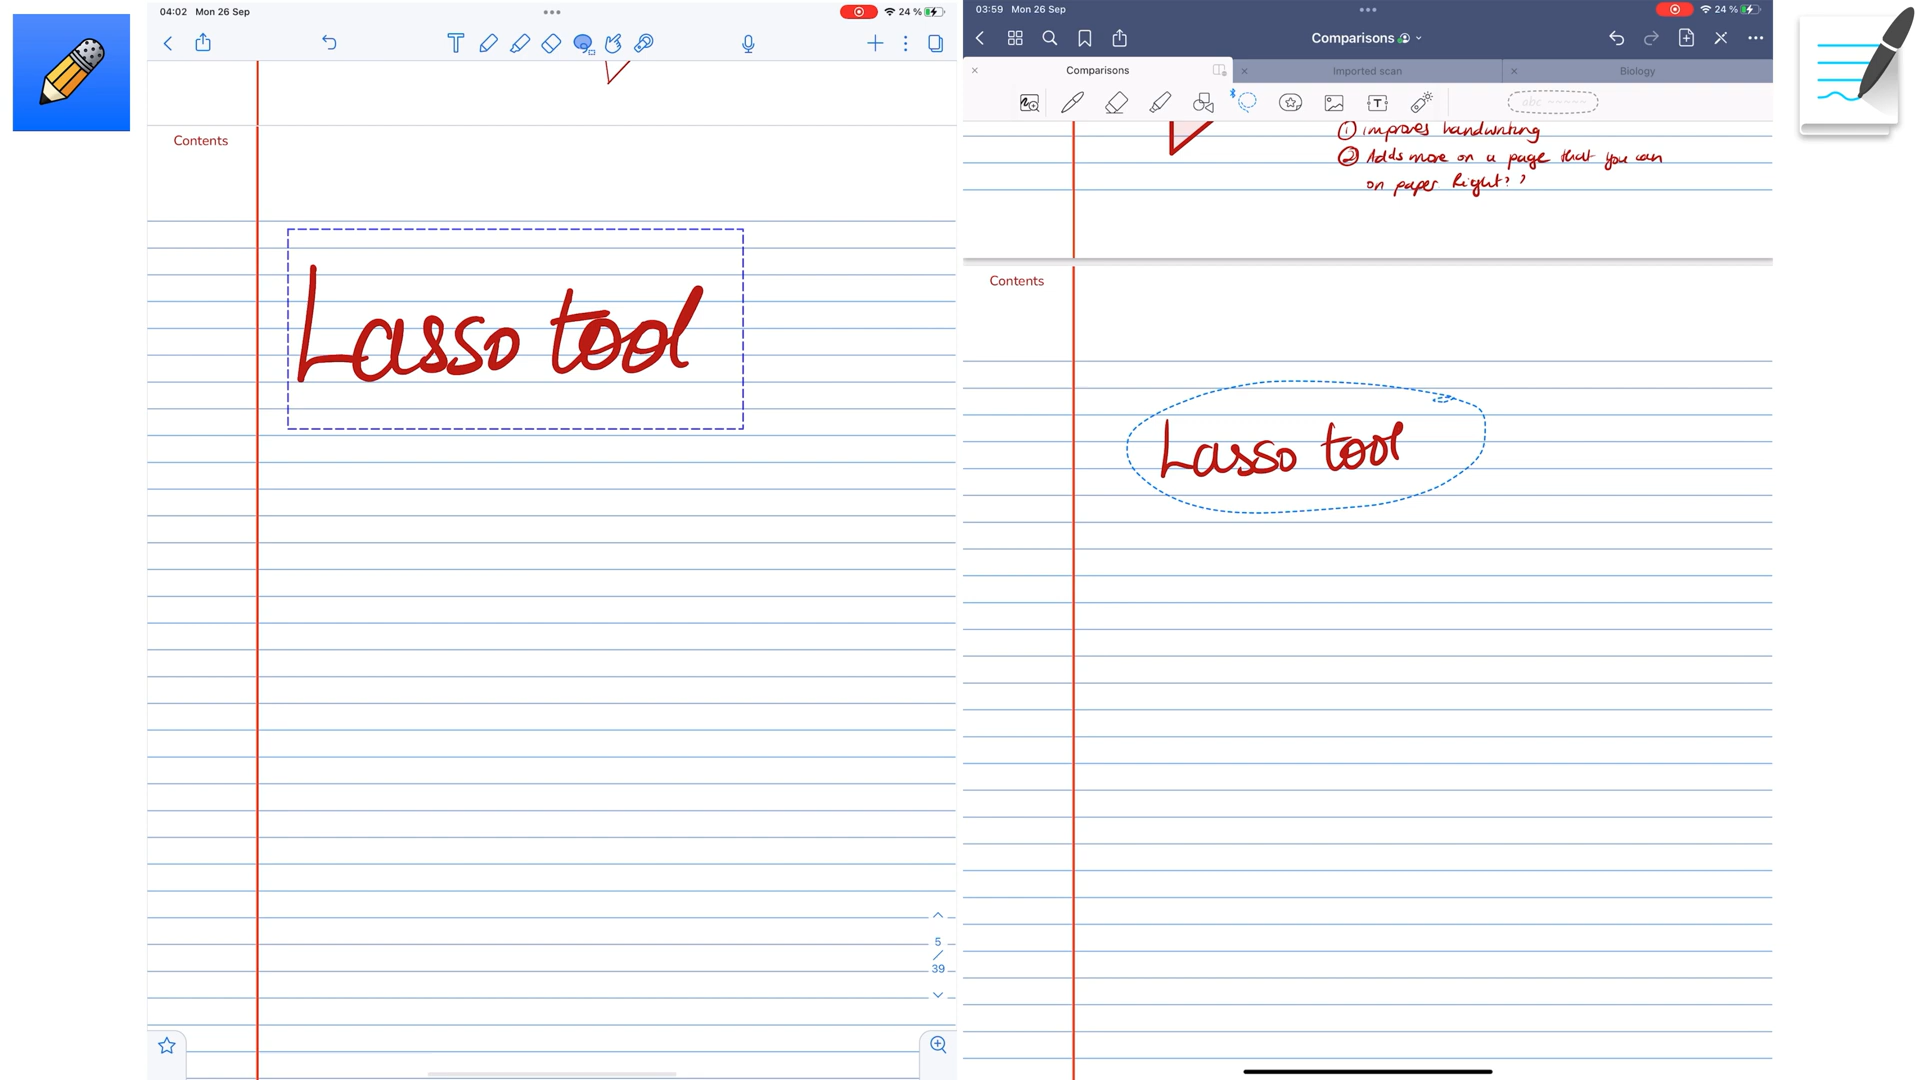 04:02 Mon 26 Sep
24 %
Contents
Lasso tool
5
/
39
03:59 Mon 26 Sep
24 %
Comparisons
Comparisons
Imported scan
Biology
abc
① improves handwriting
② Adds more on a page that you can
on paper Right??
Contents
Lasso tool